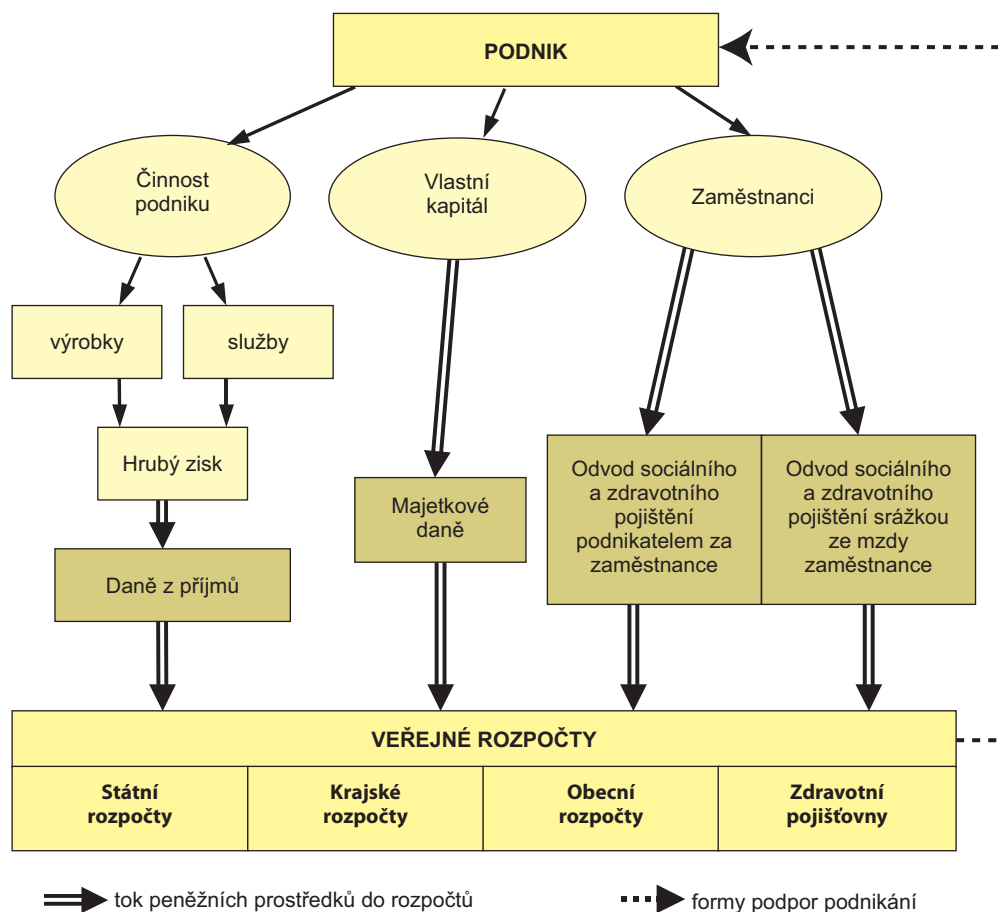 PODNIK
Činnost
podniku
Vlastní
kapitál
Zaměstnanci
výrobky
služby
Hrubý zisk
Daně z příjmů
Majetkové
daně
Odvod sociálního
a zdravotního
pojištění
podnikatelem za
zaměstnance
Odvod sociálního
a zdravotního
pojištění srážkou
ze mzdy
zaměstnance
VEŘEJNÉ ROZPOČTY
Státní
rozpočty
Krajské
rozpočty
Obecní
rozpočty
Zdravotní
pojišťovny
tok peněžních prostředků do rozpočtů
formy podpor podnikání